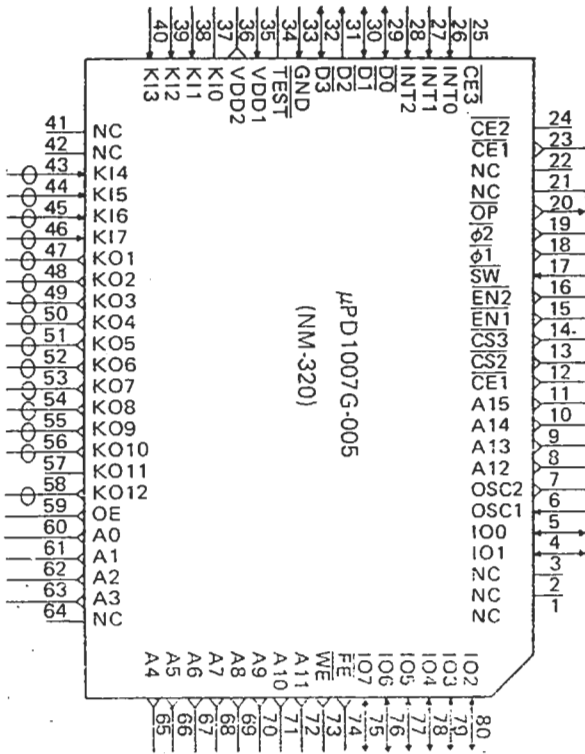 40 39 38 37 36 35 34 33 32 31 30 29 28 27 26 25
KI3 KI2 KI1 KI0 VDD2 VDD1 TEST GND D3 D2 D1 D0 INT2 INT1 INT0 CE3
41 NC
42 NC
43 KI4
44 KI5
45 KI6
46 KI7
47 KO1
48 KO2
49 KO3
50 KO4
51 KO5
52 KO6
53 KO7
54 KO8
55 KO9
56 KO10
57 KO11
58 KO12
59 OE
60 A0
61 A1
62 A2
63 A3
64 NC
μPD1007G-005
(NM-320)
CE2 24
CE1 23
NC 22
NC 21
OP 20
ϕ2 19
ϕ1 18
SW 17
EN2 16
EN1 15
CS3 14
CS2 13
CE1 12
A15 11
A14 10
A13 9
A12 8
OSC2 7
OSC1 6
IO0 5
IO1 4
NC 3
NC 2
NC 1
A4 A5 A6 A7 A8 A9 A10 A11 WE FE IO7 IO6 IO5 IO4 IO3 IO2
65 66 67 68 69 70 71 72 73 74 75 76 77 78 79 80